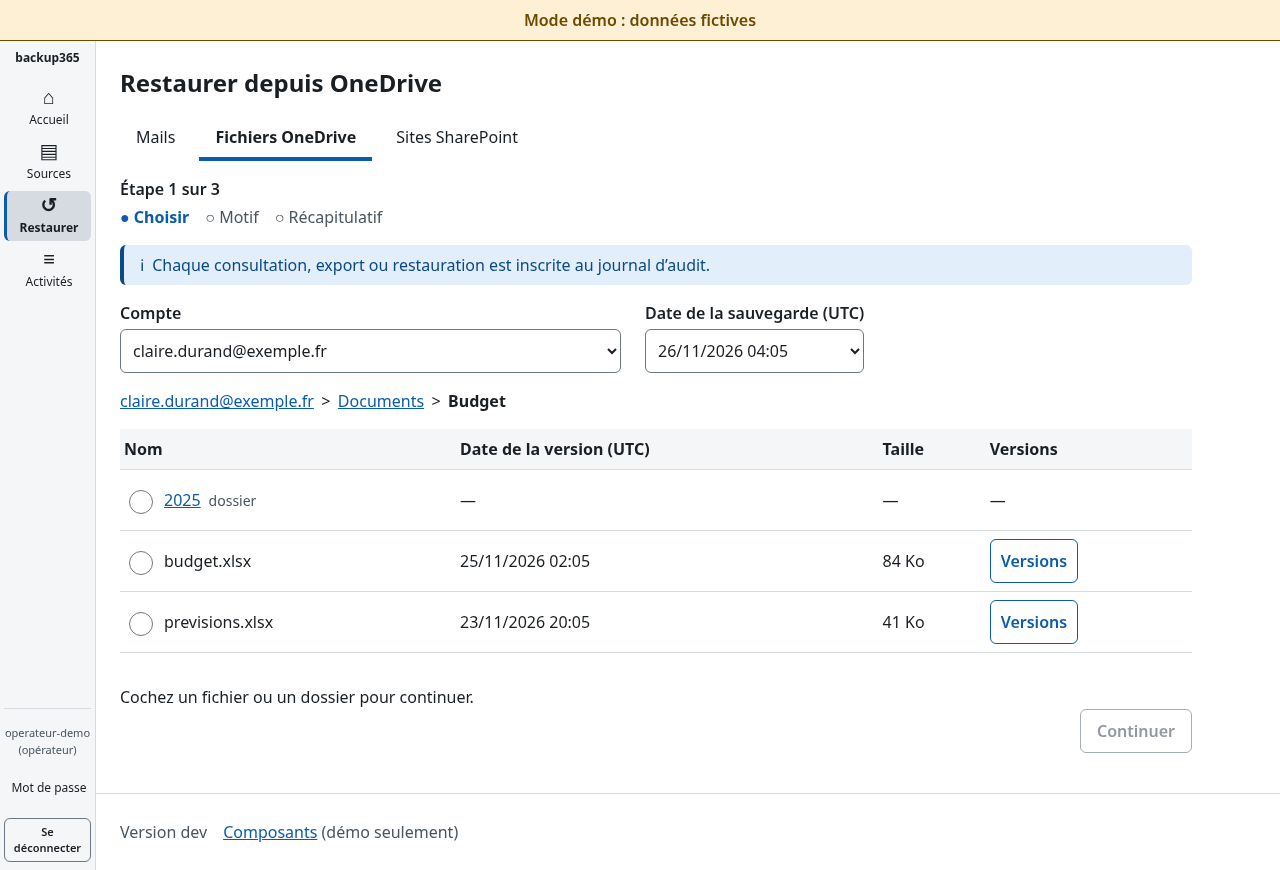 Mode démo : données fictives
backup365
Accueil
Sources
Restaurer
Activités
operateur-demo
(opérateur)
Mot de passe
Se
déconnecter
Restaurer depuis OneDrive
Mails Fichiers OneDrive Sites SharePoint
Étape 1 sur 3
● Choisir ○ Motif ○ Récapitulatif
i Chaque consultation, export ou restauration est inscrite au journal d’audit.
Compte Date de la sauvegarde (UTC)
claire.durand@exemple.fr 26/11/2026 04:05
claire.durand@exemple.fr > Documents > Budget
Nom Date de la version (UTC) Taille Versions
2025 dossier — — —
budget.xlsx 25/11/2026 02:05 84 Ko Versions
previsions.xlsx 23/11/2026 20:05 41 Ko Versions
Cochez un fichier ou un dossier pour continuer.
Continuer
Version dev Composants (démo seulement)